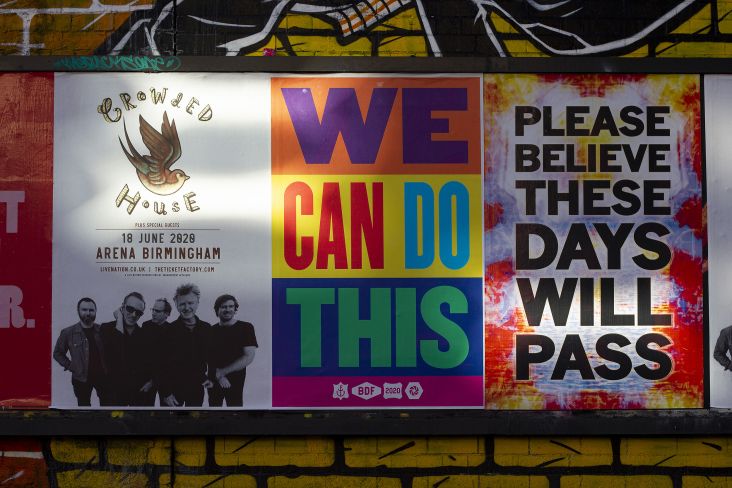 CROWDED
HOUSE
PLUS SPECIAL GUESTS
18 JUNE 2020
ARENA BIRMINGHAM
LIVENATION.CO.UK | THETICKETFACTORY.COM
WE
CAN DO
THIS
BDF 2020
PLEASE
BELIEVE
THESE
DAYS
WILL
PASS
T
R.